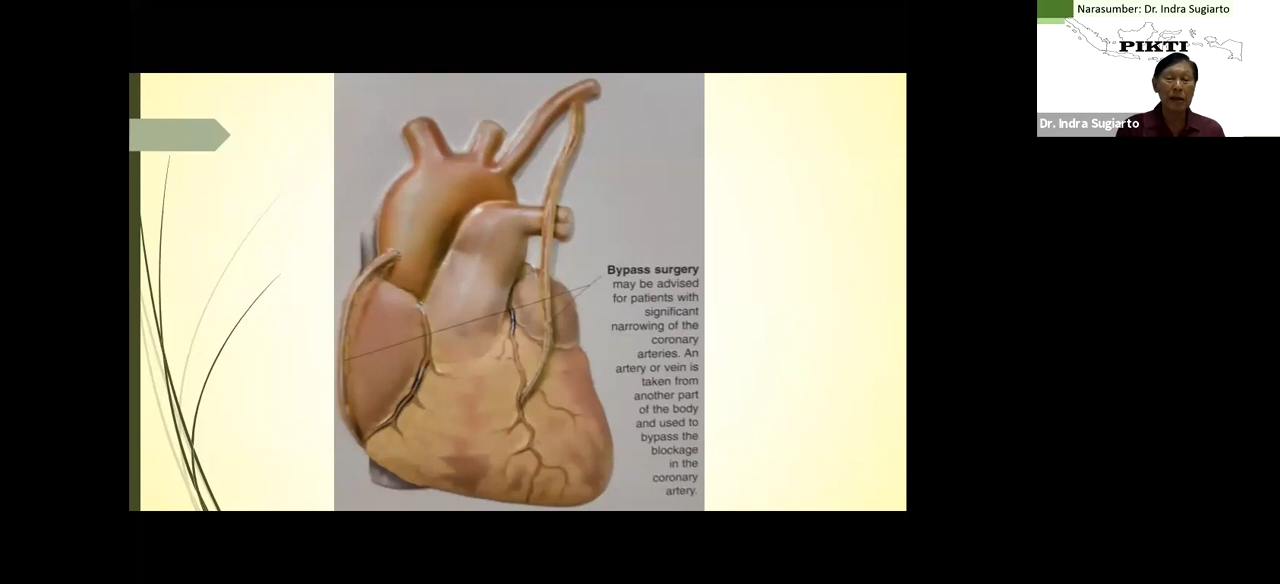 Narasumber: Dr. Indra Sugiarto
PIKTI
Dr. Indra Sugiarto
Bypass surgery
may be advised
for patients with
significant
narrowing of the
coronary
arteries. An
artery or vein is
taken from
another part
of the body
and used to
bypass the
blockage
in the
coronary
artery.